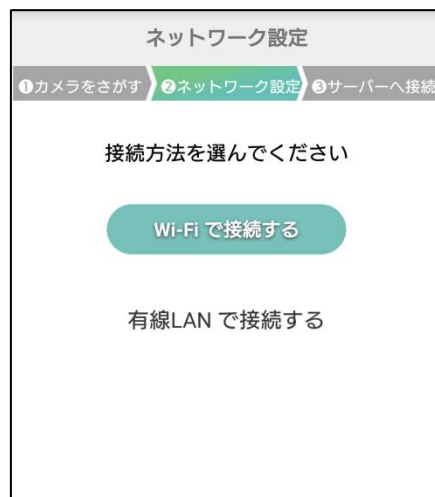 ネットワーク設定
❶カメラをさがす ❷ネットワーク設定 ❸サーバーへ接続
接続方法を選んでください
Wi-Fi で接続する
有線LAN で接続する